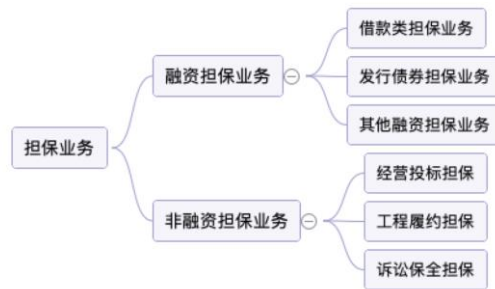 担保业务
融资担保业务
借款类担保业务
发行债券担保业务
其他融资担保业务
非融资担保业务
经营投标担保
工程履约担保
诉讼保全担保